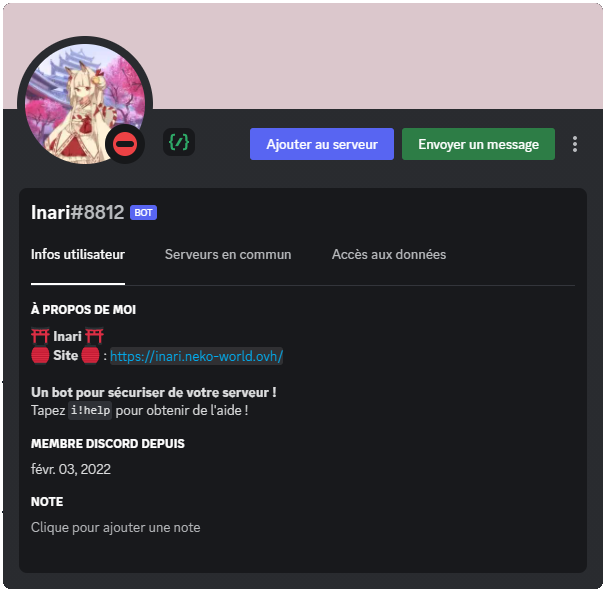 {/}
Ajouter au serveur
Envoyer un message
Inari#8812 BOT
Infos utilisateur
Serveurs en commun
Accès aux données
À PROPOS DE MOI
Inari
Site : https://inari.neko-world.ovh/
Un bot pour sécuriser de votre serveur !
Tapez i!help pour obtenir de l'aide !
MEMBRE DISCORD DEPUIS
févr. 03, 2022
NOTE
Clique pour ajouter une note